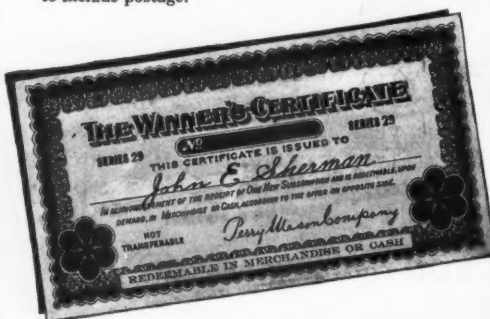 to include postage.
THE WINNER'S CERTIFICATE
No.
SERIES 29 SERIES 29
THIS CERTIFICATE IS ISSUED TO
John E. Sherman
IN ACKNOWLEDGMENT OF THE RECEIPT OF ONE NEW SUBSCRIPTION AND IS REDEEMABLE, UPON
DEMAND, IN MERCHANDISE OR CASH, ACCORDING TO THE OFFER ON OPPOSITE SIDE.
NOT
TRANSFERABLE
Perry Mason Company
REDEEMABLE IN MERCHANDISE OR CASH